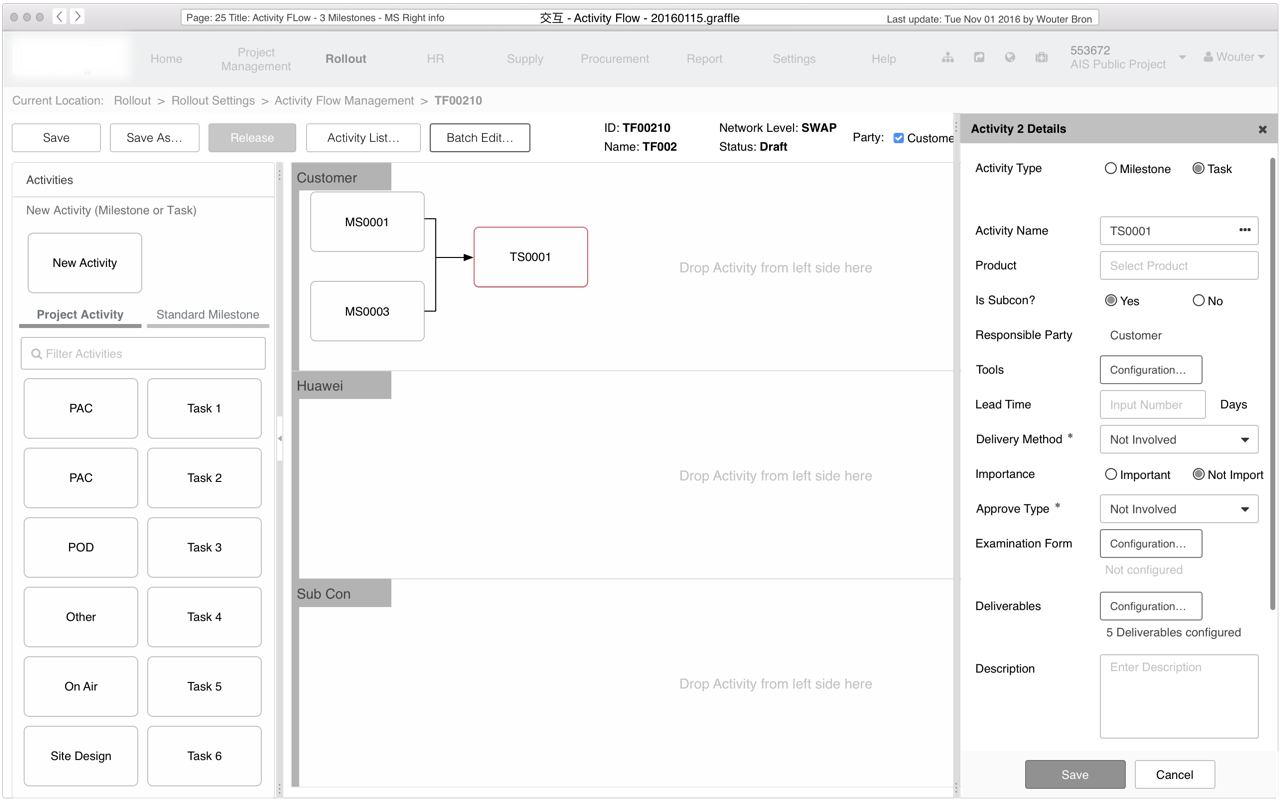 Page: 25 Title: Activity FLow - 3 Milestones - MS Right info
交互 - Activity Flow - 20160115.graffle
Last update: Tue Nov 01 2016 by Wouter Bron
Home
Project Management
Rollout
HR
Supply
Procurement
Report
Settings
Help
553672
AIS Public Project
Wouter
Current Location: Rollout > Rollout Settings > Activity Flow Management > TF00210
Save
Save As...
Release
Activity List...
Batch Edit...
ID: TF00210
Name: TF002
Network Level: SWAP
Status: Draft
Party: Custome
Activities
New Activity (Milestone or Task)
New Activity
Project Activity
Standard Milestone
Filter Activities
PAC
Task 1
PAC
Task 2
POD
Task 3
Other
Task 4
On Air
Task 5
Site Design
Task 6
Customer
MS0001
TS0001
MS0003
Drop Activity from left side here
Huawei
Drop Activity from left side here
Sub Con
Drop Activity from left side here
Activity 2 Details
Activity Type
Milestone
Task
Activity Name
TS0001
Product
Select Product
Is Subcon?
Yes
No
Responsible Party
Customer
Tools
Configuration...
Lead Time
Input Number
Days
Delivery Method *
Not Involved
Importance
Important
Not Import
Approve Type *
Not Involved
Examination Form
Configuration...
Not configured
Deliverables
Configuration...
5 Deliverables configured
Description
Enter Description
Save
Cancel